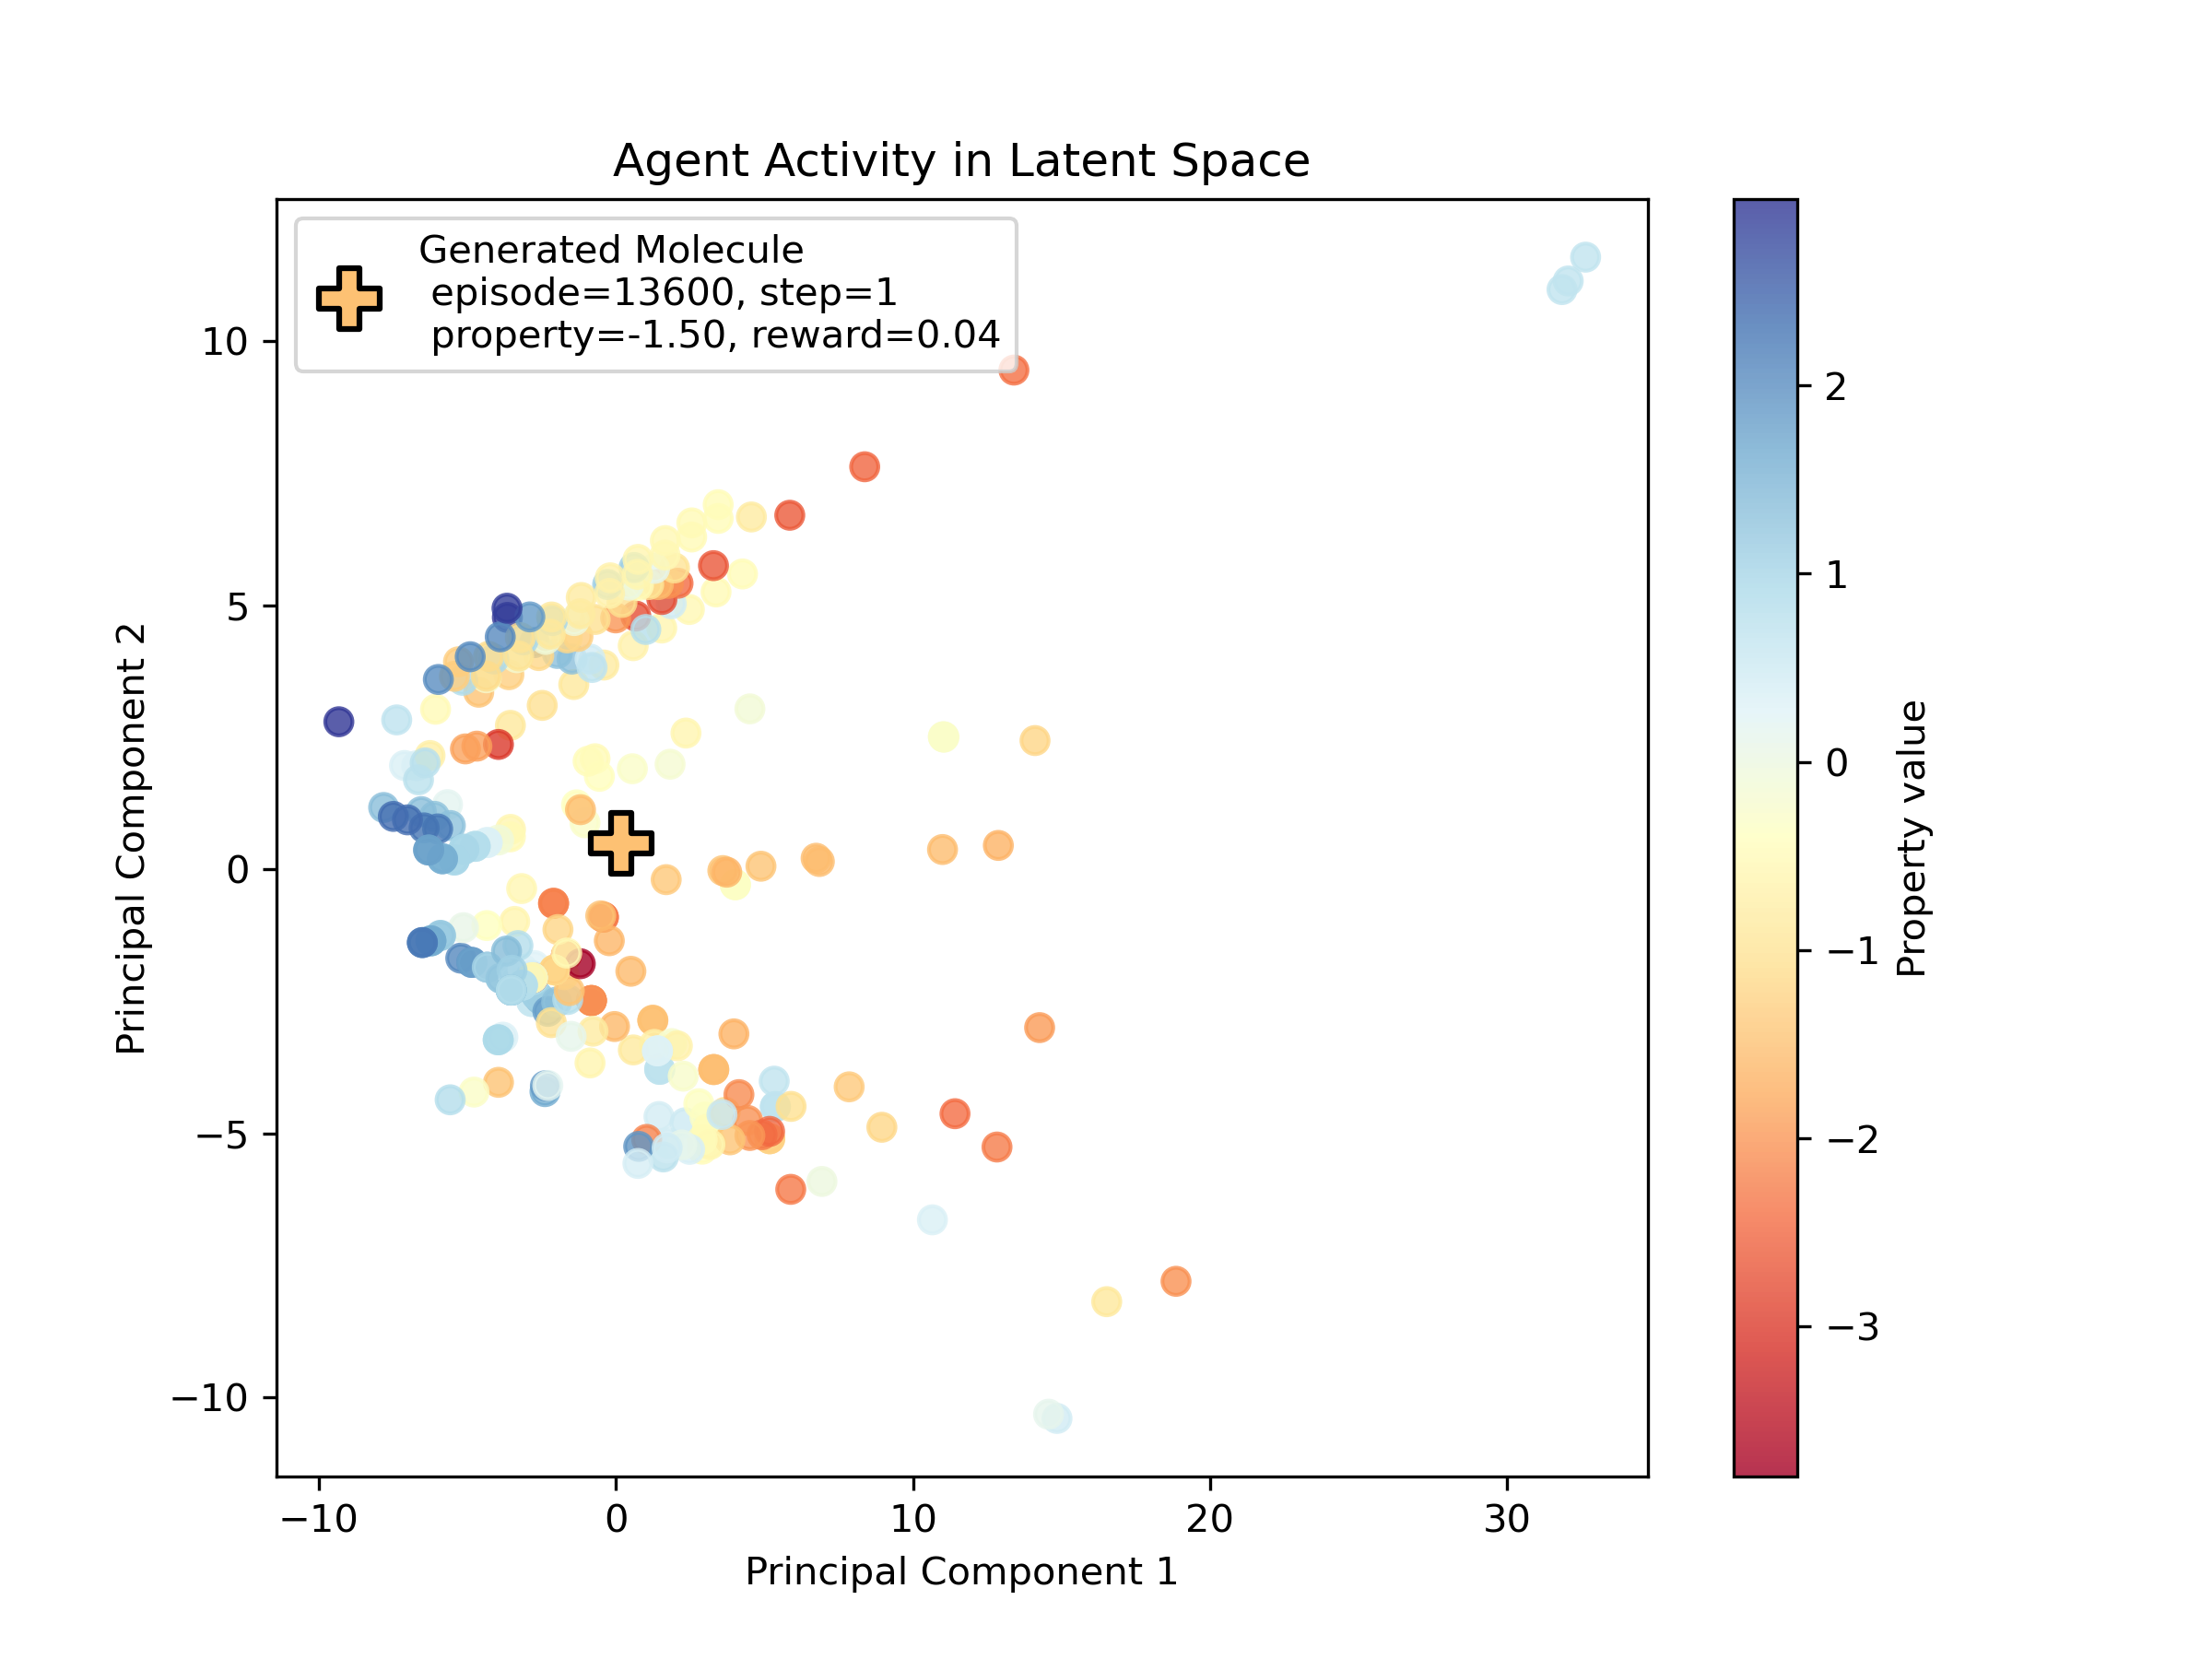 Agent Activity in Latent Space
Generated Molecule
episode=13600, step=1
property=-1.50, reward=0.04
10
5
0
−5
−10
Principal Component 2
−10
0
10
20
30
Principal Component 1
2
1
0
−1
−2
−3
Property value